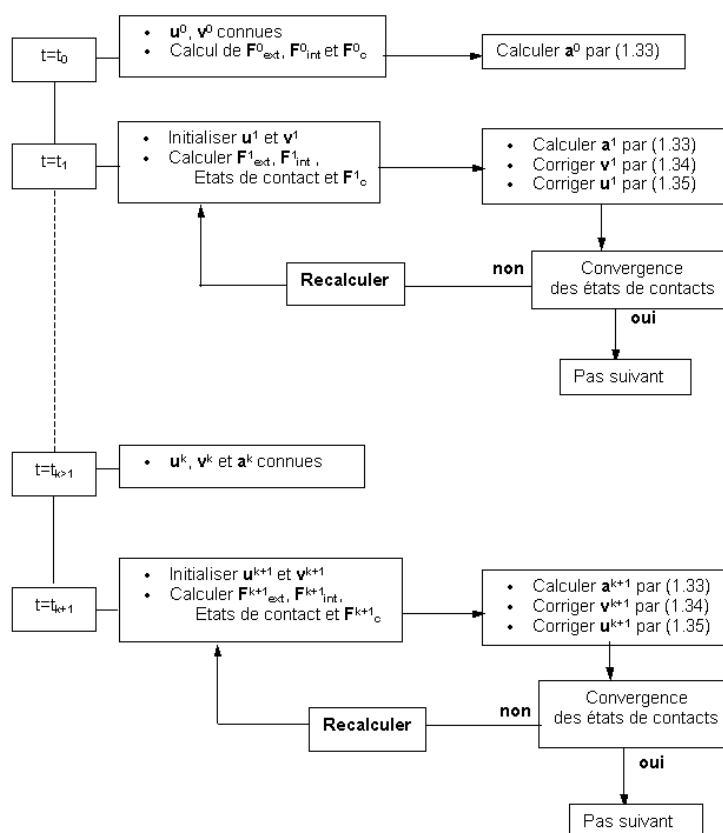 t=t₀
• u⁰, v⁰ connues
• Calcul de F⁰ₑₓₜ, F⁰ᵢₙₜ et F⁰c
Calculer a⁰ par (1.33)
t=t₁
• Initialiser u¹ et v¹
• Calculer F¹ₑₓₜ, F¹ᵢₙₜ ,
Etats de contact et F¹c
• Calculer a¹ par (1.33)
• Corriger v¹ par (1.34)
• Corriger u¹ par (1.35)
Recalculer
non
Convergence
des états de contacts
oui
Pas suivant
t=tₖ>₁
• uᵏ, vᵏ et aᵏ connues
t=tₖ₊₁
• Initialiser uᵏ⁺¹ et vᵏ⁺¹
• Calculer Fᵏ⁺¹ₑₓₜ, Fᵏ⁺¹ᵢₙₜ,
Etats de contact et Fᵏ⁺¹c
• Calculer aᵏ⁺¹ par (1.33)
• Corriger vᵏ⁺¹ par (1.34)
• Corriger uᵏ⁺¹ par (1.35)
Recalculer
non
Convergence
des états de contacts
oui
Pas suivant